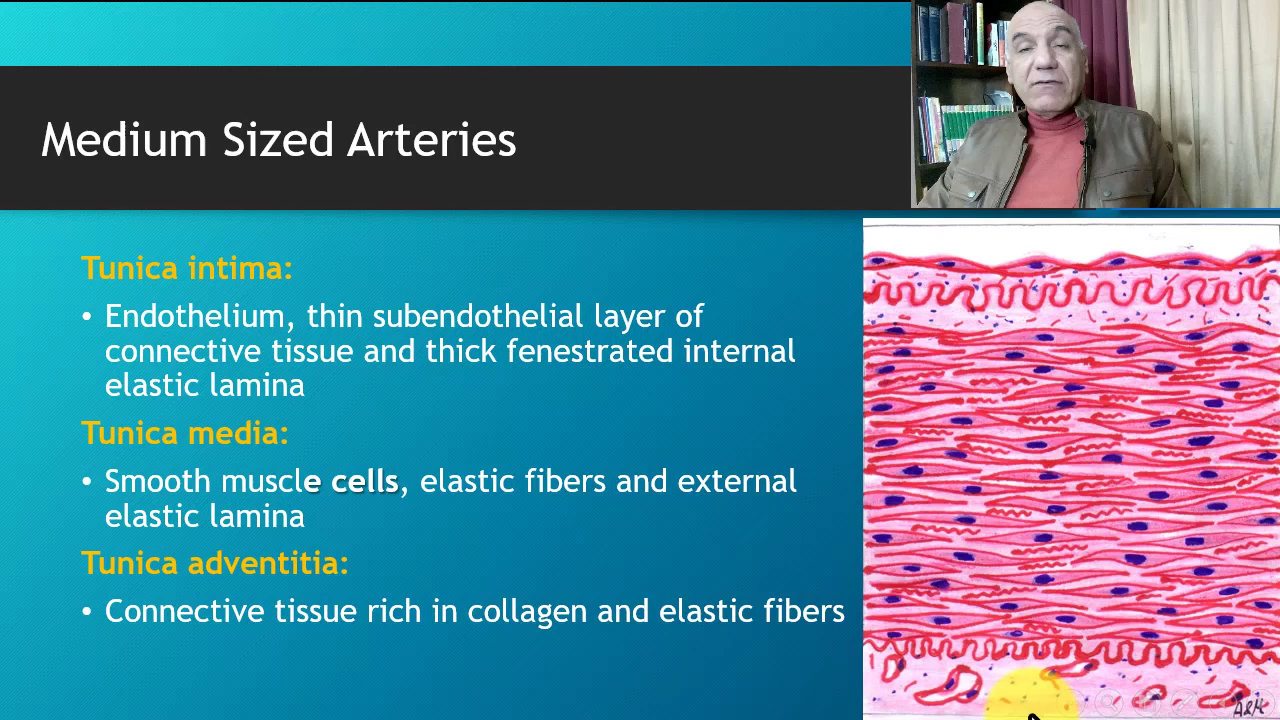 Medium Sized Arteries
Tunica intima:
• Endothelium, thin subendothelial layer of
connective tissue and thick fenestrated internal
elastic lamina
Tunica media:
• Smooth muscle cells, elastic fibers and external
elastic lamina
Tunica adventitia:
• Connective tissue rich in collagen and elastic fibers